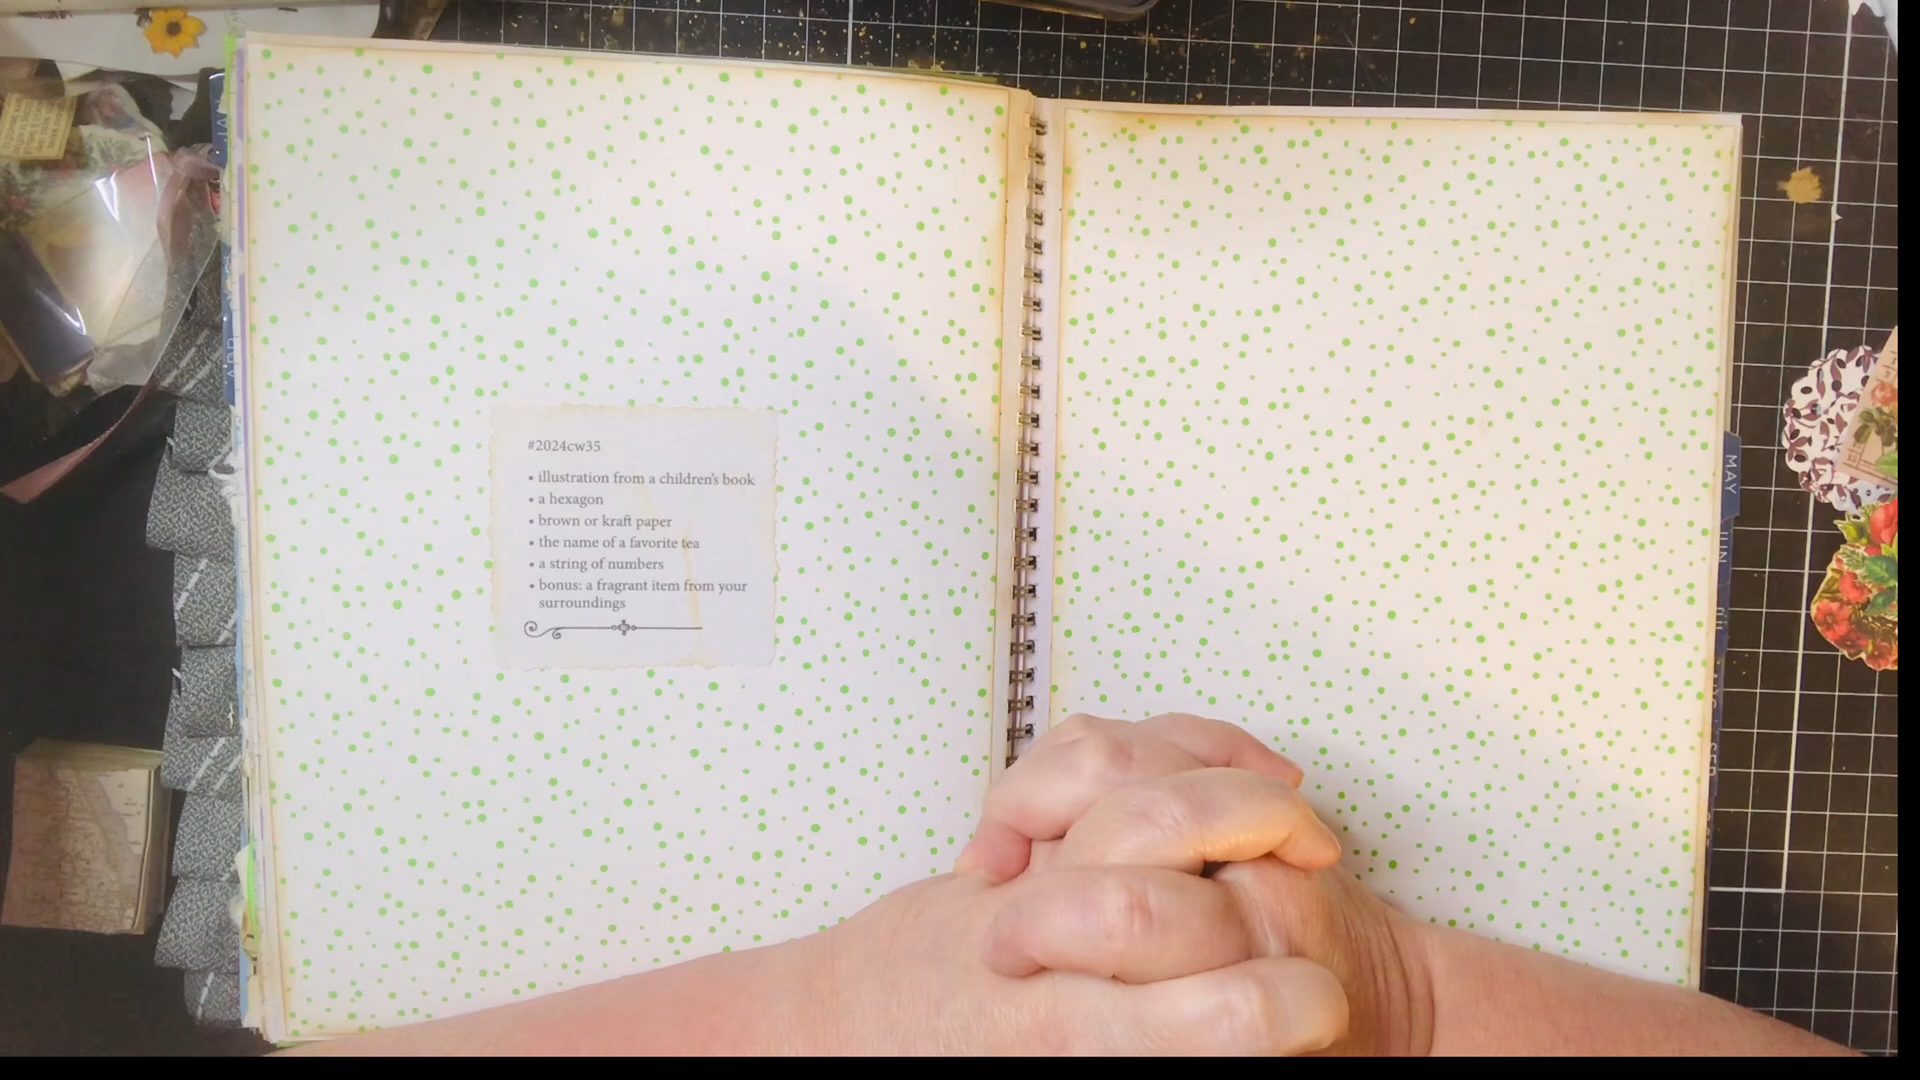 #2024cw35
• illustration from a children's book
• a hexagon
• brown or kraft paper
• the name of a favorite tea
• a string of numbers
• bonus: a fragrant item from your
surroundings
MAY
JUN